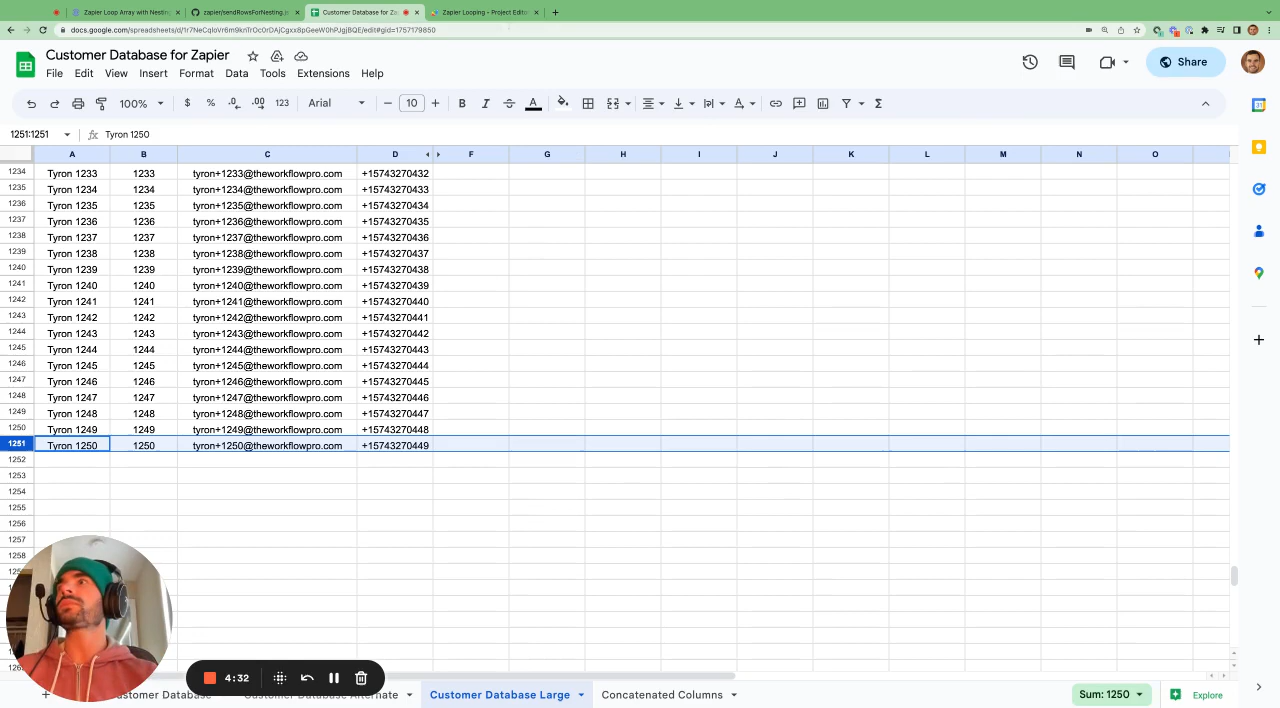 Zapier Loop Array with Nesting
zapier/sendRowsForNesting.js
Customer Database for Za
Zapier Looping - Project Editor
docs.google.com/spreadsheets/d/
Customer Database for Zapier
File Edit View Insert Format Data Tools Extensions Help
Share
100% $ % .0 .00 123 Arial 10 B I S A
1251:1251 fx Tyron 1250
A B C D F G H I J K L M N O
1234 Tyron 1233 1233 tyron+1233@theworkflowpro.com +15743270432
1235 Tyron 1234 1234 tyron+1234@theworkflowpro.com +15743270433
1236 Tyron 1235 1235 tyron+1235@theworkflowpro.com +15743270434
1237 Tyron 1236 1236 tyron+1236@theworkflowpro.com +15743270435
1238 Tyron 1237 1237 tyron+1237@theworkflowpro.com +15743270436
1239 Tyron 1238 1238 tyron+1238@theworkflowpro.com +15743270437
1240 Tyron 1239 1239 tyron+1239@theworkflowpro.com +15743270438
1241 Tyron 1240 1240 tyron+1240@theworkflowpro.com +15743270439
1242 Tyron 1241 1241 tyron+1241@theworkflowpro.com +15743270440
1243 Tyron 1242 1242 tyron+1242@theworkflowpro.com +15743270441
1244 Tyron 1243 1243 tyron+1243@theworkflowpro.com +15743270442
1245 Tyron 1244 1244 tyron+1244@theworkflowpro.com +15743270443
1246 Tyron 1245 1245 tyron+1245@theworkflowpro.com +15743270444
1247 Tyron 1246 1246 tyron+1246@theworkflowpro.com +15743270445
1248 Tyron 1247 1247 tyron+1247@theworkflowpro.com +15743270446
1249 Tyron 1248 1248 tyron+1248@theworkflowpro.com +15743270447
1250 Tyron 1249 1249 tyron+1249@theworkflowpro.com +15743270448
1251 Tyron 1250 1250 tyron+1250@theworkflowpro.com +15743270449
1252
1253
1254
1255
1256
1257
1258
4:32
Customer Database Alternate
Customer Database Large
Concatenated Columns
Sum: 1250
Explore